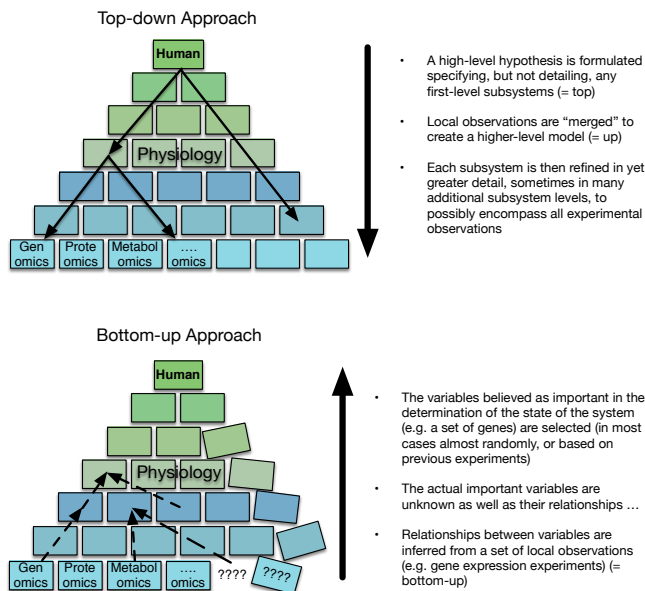 Top-down Approach
Human
Physiology
Gen
omics
Prote
omics
Metabol
omics
....
omics
• A high-level hypothesis is formulated
specifying, but not detailing, any
first-level subsystems (= top)
• Local observations are “merged” to
create a higher-level model (= up)
• Each subsystem is then refined in yet
greater detail, sometimes in many
additional subsystem levels, to
possibly encompass all experimental
observations
Bottom-up Approach
Human
Physiology
Gen
omics
Prote
omics
Metabol
omics
....
omics
????
????
• The variables believed as important in the
determination of the state of the system
(e.g. a set of genes) are selected (in most
cases almost randomly, or based on
previous experiments)
• The actual important variables are
unknown as well as their relationships ...
• Relationships between variables are
inferred from a set of local observations
(e.g. gene expression experiments) (=
bottom-up)